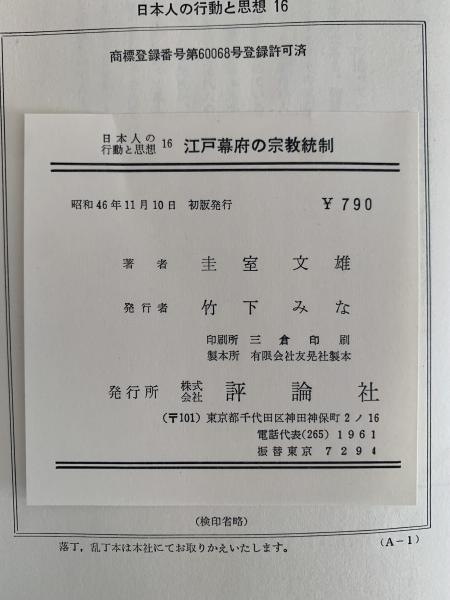 日本人の行動と思想 16
商標登録番号第60068号登録許可済
日本人の行動と思想 16 江戸幕府の宗教統制
昭和46年11月10日 初版発行 ¥790
著者 圭室文雄
発行者 竹下みな
印刷所 三倉印刷
製本所 有限会社友晃社製本
発行所 株式会社 評論社
(〒101) 東京都千代田区神田神保町2ノ16
電話代表(265) 1961
振替東京 7294
(検印省略)
落丁,乱丁本は本社にてお取りかえいたします。 (A-1)